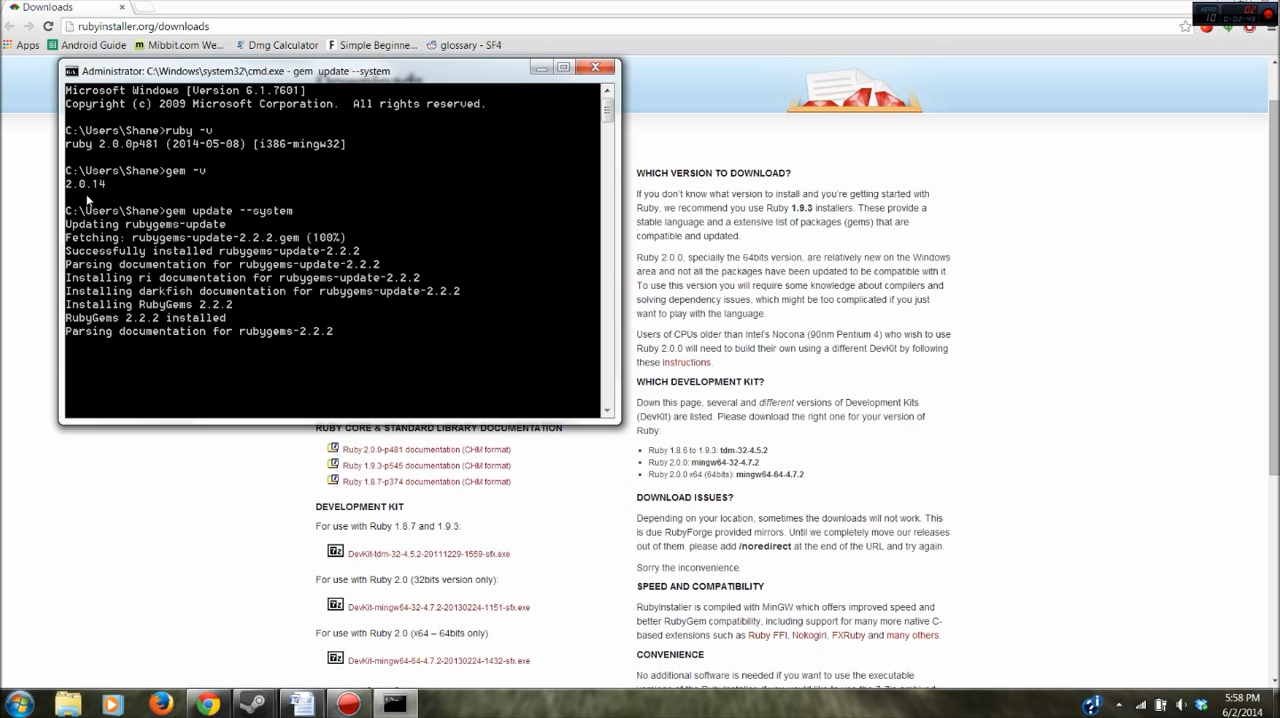 Downloads
rubyinstaller.org/downloads
Apps
Android Guide
Mibbit.com We...
Dmg Calculator
Simple Beginne...
glossary - SF4
02
10
Administrator: C:\Windows\system32\cmd.exe - gem  update --system
Microsoft Windows [Version 6.1.7601]
Copyright (c) 2009 Microsoft Corporation.  All rights reserved.
C:\Users\Shane>ruby -v
ruby 2.0.0p481 (2014-05-08) [i386-mingw32]
C:\Users\Shane>gem -v
2.0.14
C:\Users\Shane>gem update --system
Updating rubygems-update
Fetching: rubygems-update-2.2.2.gem (100%)
Successfully installed rubygems-update-2.2.2
Parsing documentation for rubygems-update-2.2.2
Installing ri documentation for rubygems-update-2.2.2
Installing darkfish documentation for rubygems-update-2.2.2
Installing RubyGems 2.2.2
RubyGems 2.2.2 installed
Parsing documentation for rubygems-2.2.2
RUBY CORE & STANDARD LIBRARY DOCUMENTATION
Ruby 2.0.0-p481 documentation (CHM format)
Ruby 1.9.3-p545 documentation (CHM format)
Ruby 1.8.7-p374 documentation (CHM format)
DEVELOPMENT KIT
For use with Ruby 1.8.7 and 1.9.3:
DevKit-tdm-32-4.5.2-20111229-1559-sfx.exe
For use with Ruby 2.0 (32bits version only):
DevKit-mingw64-32-4.7.2-20130224-1151-sfx.exe
For use with Ruby 2.0 (x64 – 64bits only)
DevKit-mingw64-64-4.7.2-20130224-1432-sfx.exe
WHICH VERSION TO DOWNLOAD?
If you don't know what version to install and you're getting started with
Ruby, we recommend you use Ruby 1.9.3 installers. These provide a
stable language and a extensive list of packages (gems) that are
compatible and updated.
Ruby 2.0.0, specially the 64bits version, are relatively new on the Windows
area and not all the packages have been updated to be compatible with it.
To use this version you will require some knowledge about compilers and
solving dependency issues, which might be too complicated if you just
want to play with the language.
Users of CPUs older than Intel's Nocona (90nm Pentium 4) who wish to use
Ruby 2.0.0 will need to build their own using a different DevKit by following
these instructions.
WHICH DEVELOPMENT KIT?
Down this page, several and different versions of Development Kits
(DevKit) are listed. Please download the right one for your version of
Ruby:
Ruby 1.8.6 to 1.9.3: tdm-32-4.5.2
Ruby 2.0.0: mingw64-32-4.7.2
Ruby 2.0.0 x64 (64bits): mingw64-64-4.7.2
DOWNLOAD ISSUES?
Depending on your location, sometimes the downloads will not work. This
is due RubyForge provided mirrors. Until we completely move our releases
out of them, please add /noredirect at the end of the URL and try again.
Sorry the inconvenience.
SPEED AND COMPATIBILITY
RubyInstaller is compiled with MinGW which offers improved speed and
better RubyGem compatibility, including support for many more native C-
based extensions such as Ruby FFI, Nokogiri, FXRuby and many others.
CONVENIENCE
No additional software is needed if you want to use the executable
5:58 PM
6/2/2014